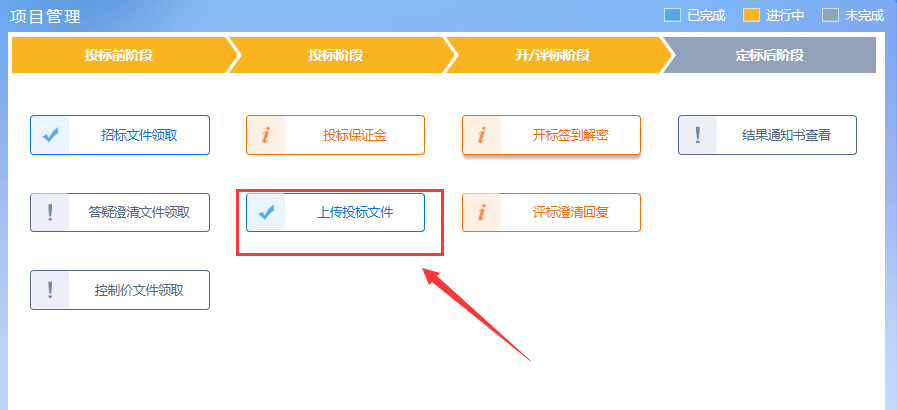 项目管理
已完成 进行中 未完成
投标前阶段 投标阶段 开/评标阶段 定标后阶段
招标文件领取 投标保证金 开标签到解密 结果通知书查看
答疑澄清文件领取 上传投标文件 评标澄清回复
控制价文件领取